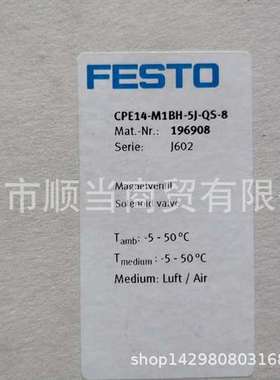 FESTO
CPE14-M1BH-5J-QS-8
Mat.-Nr.: 196908
Serie: J602
市顺当商贸有限
Magnetventil
Solenoid valve
Tamb: -5 - 50 °C
Tmedium: -5 - 50 °C
Medium: Luft / Air
shop142980803168